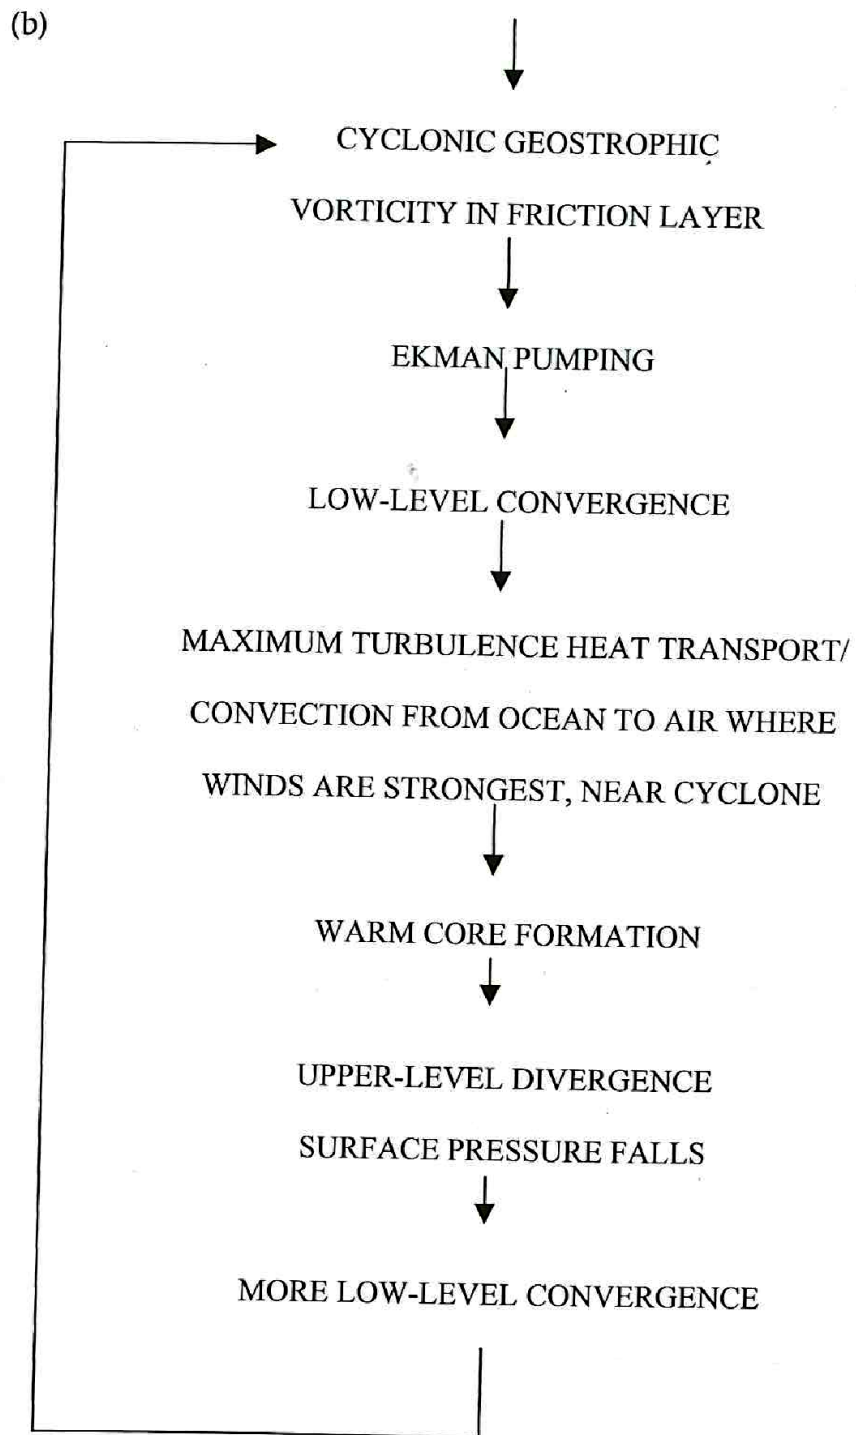 (b)
CYCLONIC GEOSTROPHIC
VORTICITY IN FRICTION LAYER
EKMAN PUMPING
LOW-LEVEL CONVERGENCE
MAXIMUM TURBULENCE HEAT TRANSPORT/
CONVECTION FROM OCEAN TO AIR WHERE
WINDS ARE STRONGEST, NEAR CYCLONE
WARM CORE FORMATION
UPPER-LEVEL DIVERGENCE
SURFACE PRESSURE FALLS
MORE LOW-LEVEL CONVERGENCE